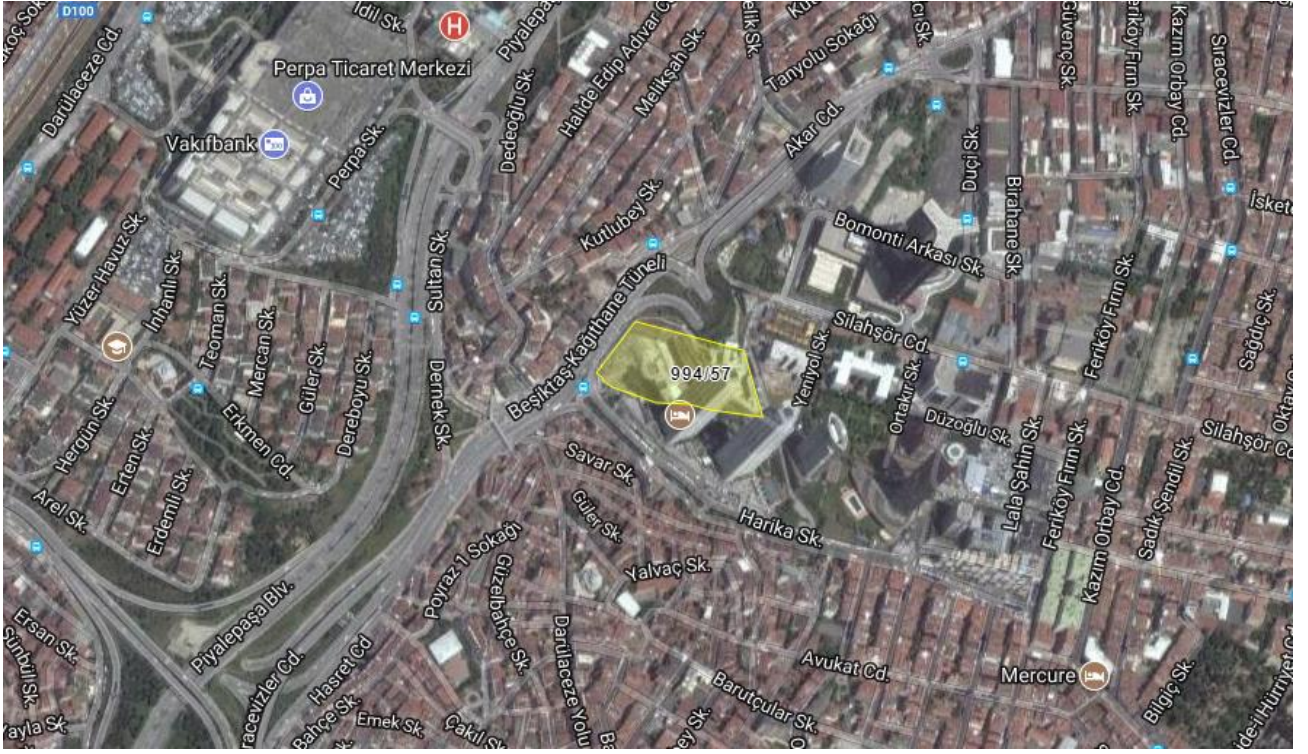 D100
İdil Sk.
H
Darülaceze Cd.
Perpa Ticaret Merkezi
Vakıfbank
Perpa Sk.
Dedeoğlu Sk.
Halide Edip Adıvar C
Melikşah Sk.
Tanyolu Sokağı
Akar Cd.
Güvenç Sk.
eriköy Fırın Sk.
Kazım Orbay Cd.
Sıracevizler Cd.
Duçi Sk.
Birahane Sk.
Kutlubey Sk.
Bomonti Arkası Sk.
Yüzer Havuz Sk.
İnhanlı Sk.
Teoman Sk.
Mercan Sk.
Güler Sk.
Dereboyu Sk.
Sultan Sk.
Dernek Sk.
Beşiktaş-Kağıthane Tüneli
994/57
Silahşör Cd.
Yeniyol Sk.
Ortakır Sk.
Düzoğlu Sk.
Feriköy Fırın Sk.
Sağdıç Sk.
Silahşör Cd
Hergün Sk.
Erten Sk.
Erdemli Sk.
Erkmen Cd.
Arel Sk.
Savar Sk.
Güler Sk.
Harika Sk.
Yalvaç Sk.
Lala Şahin Sk.
Feriköy Fırın Sk.
Kazım Orbay Cd.
Sadık Şendil Sk.
Poyraz 1 Sokağı
Güzelbahçe Sk.
Darülaceze Yolu
Piyalepaşa Blv.
Ersan Sk.
Sünbül Sk.
ayla Sk.
racevizler Cd.
Hasret Cd
Bahçe Sk.
Emek Sk.
Çakıl S
Barutçular Sk.
Avukat Cd.
Mercure
Bilgiç Sk.
de-i Hürriyet C